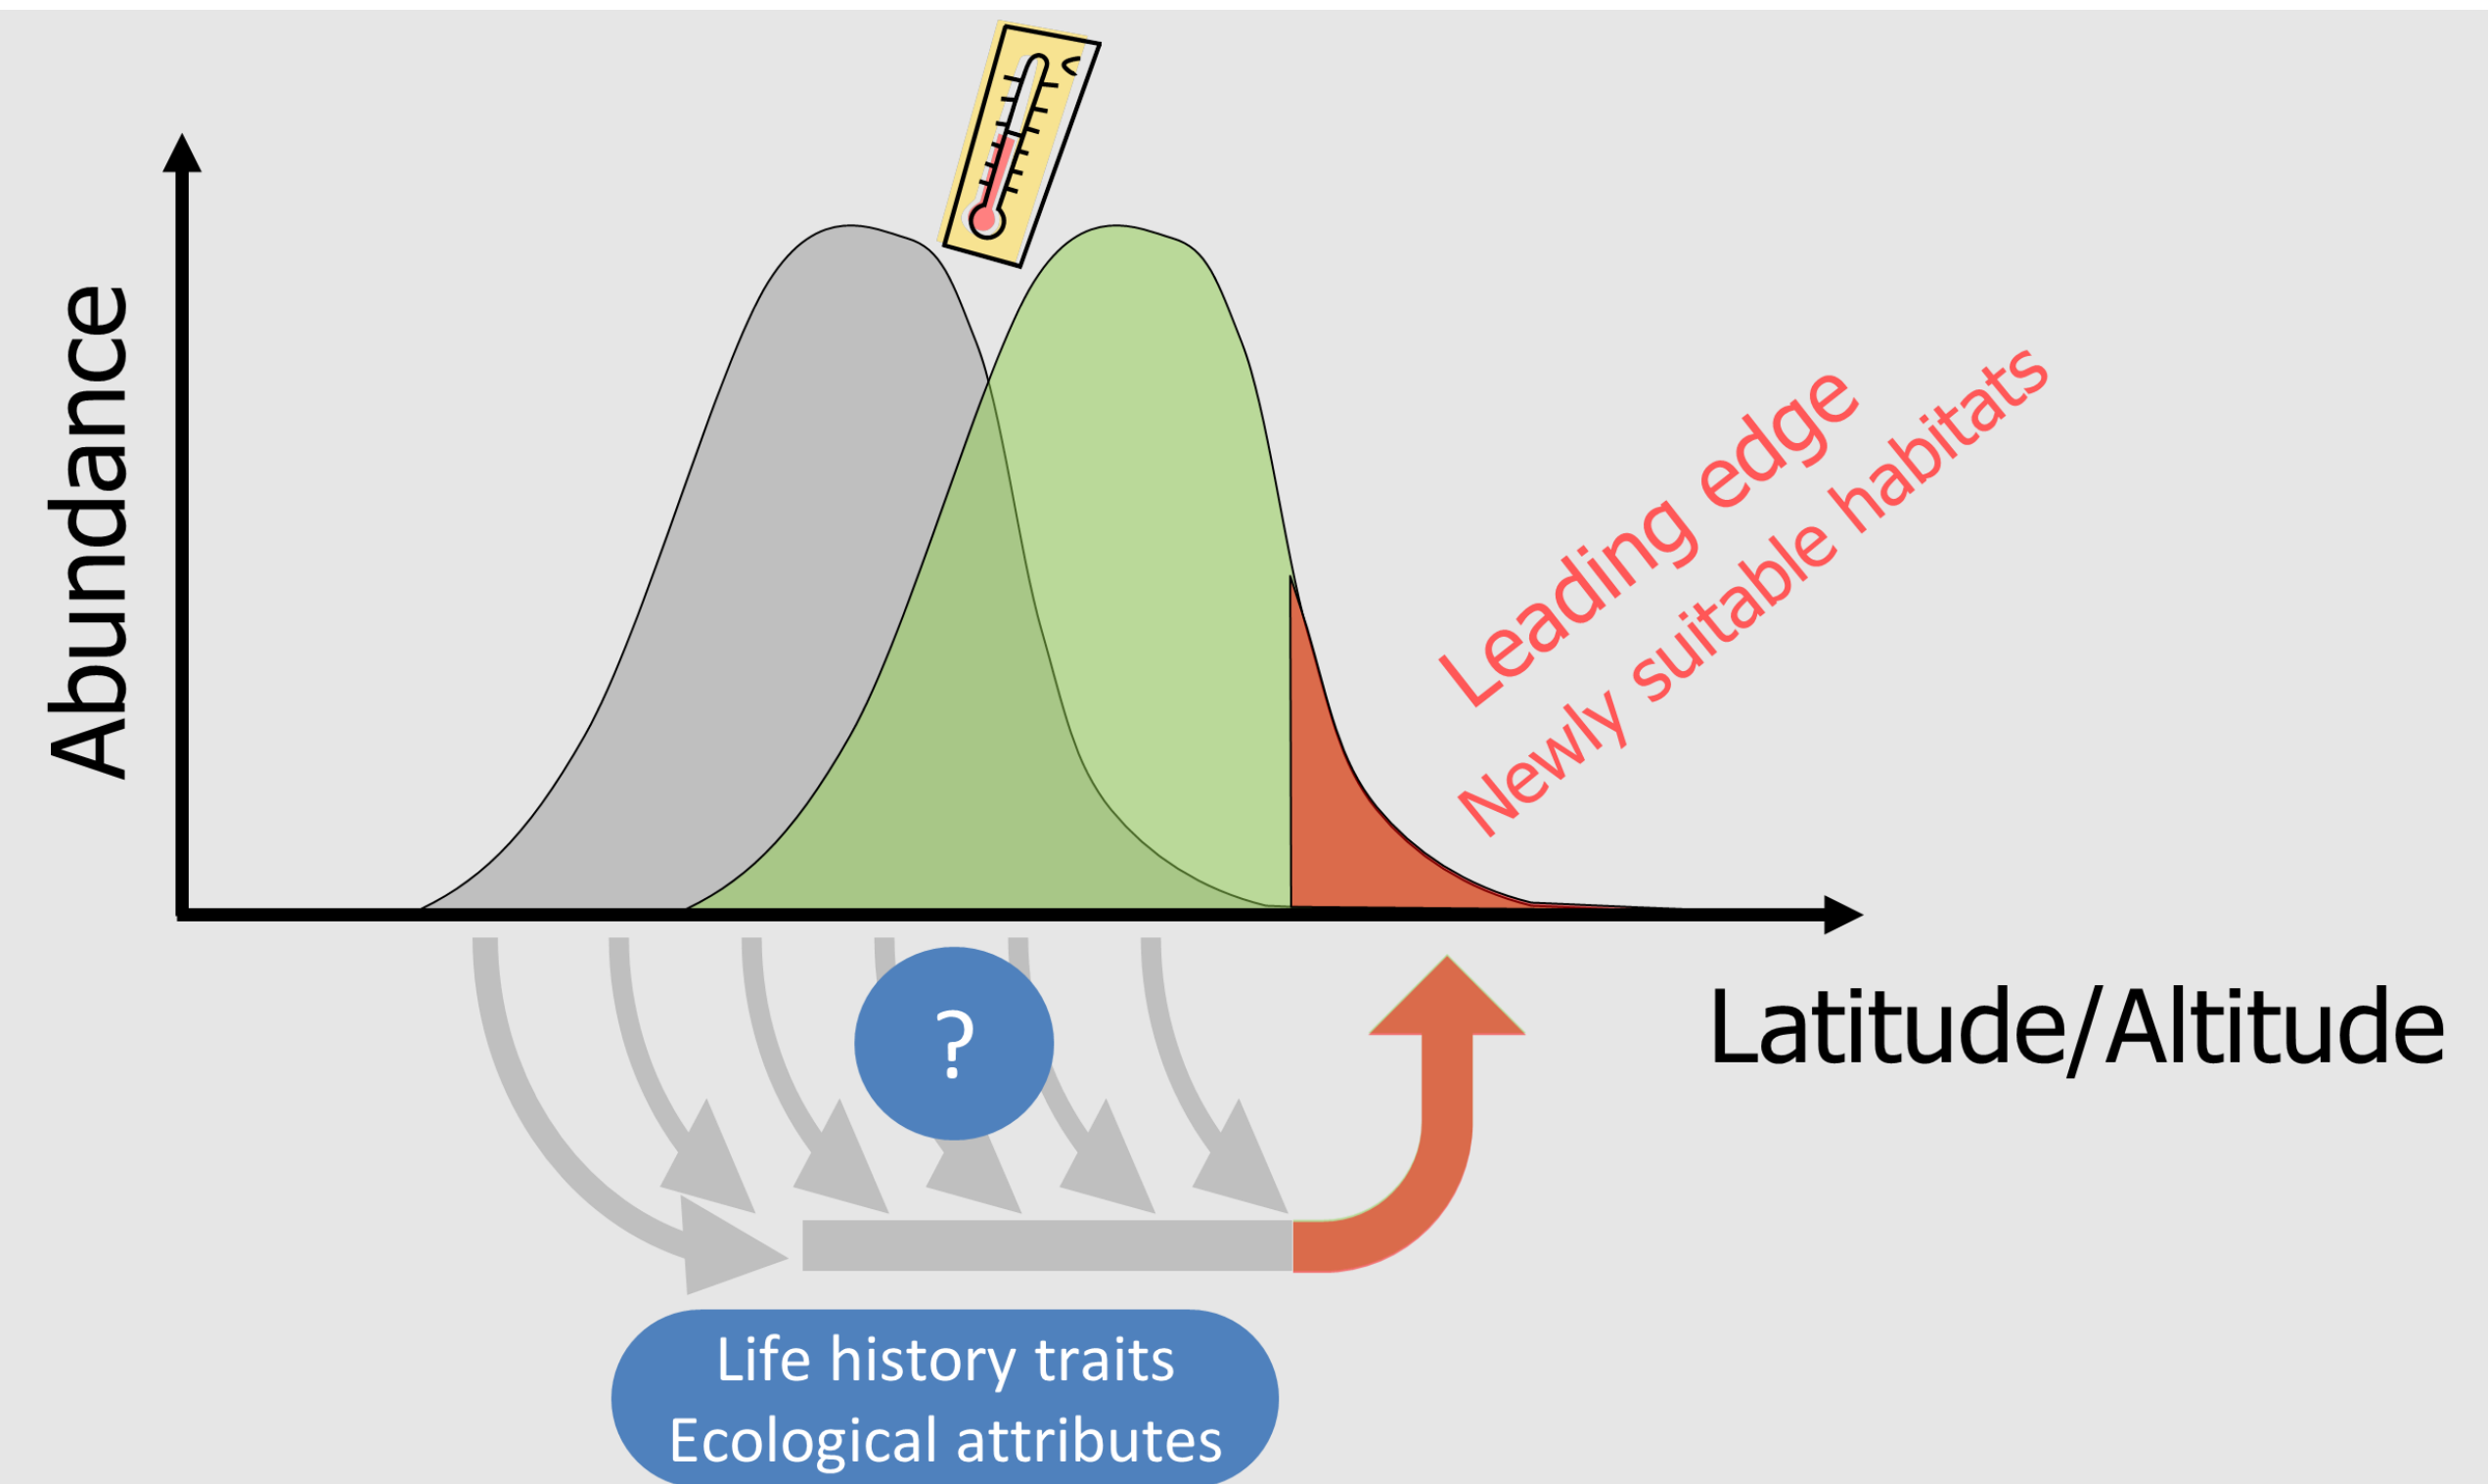 Abundance
Leading edge
Newly suitable habitats
Latitude/Altitude
?
Life history traits
Ecological attributes